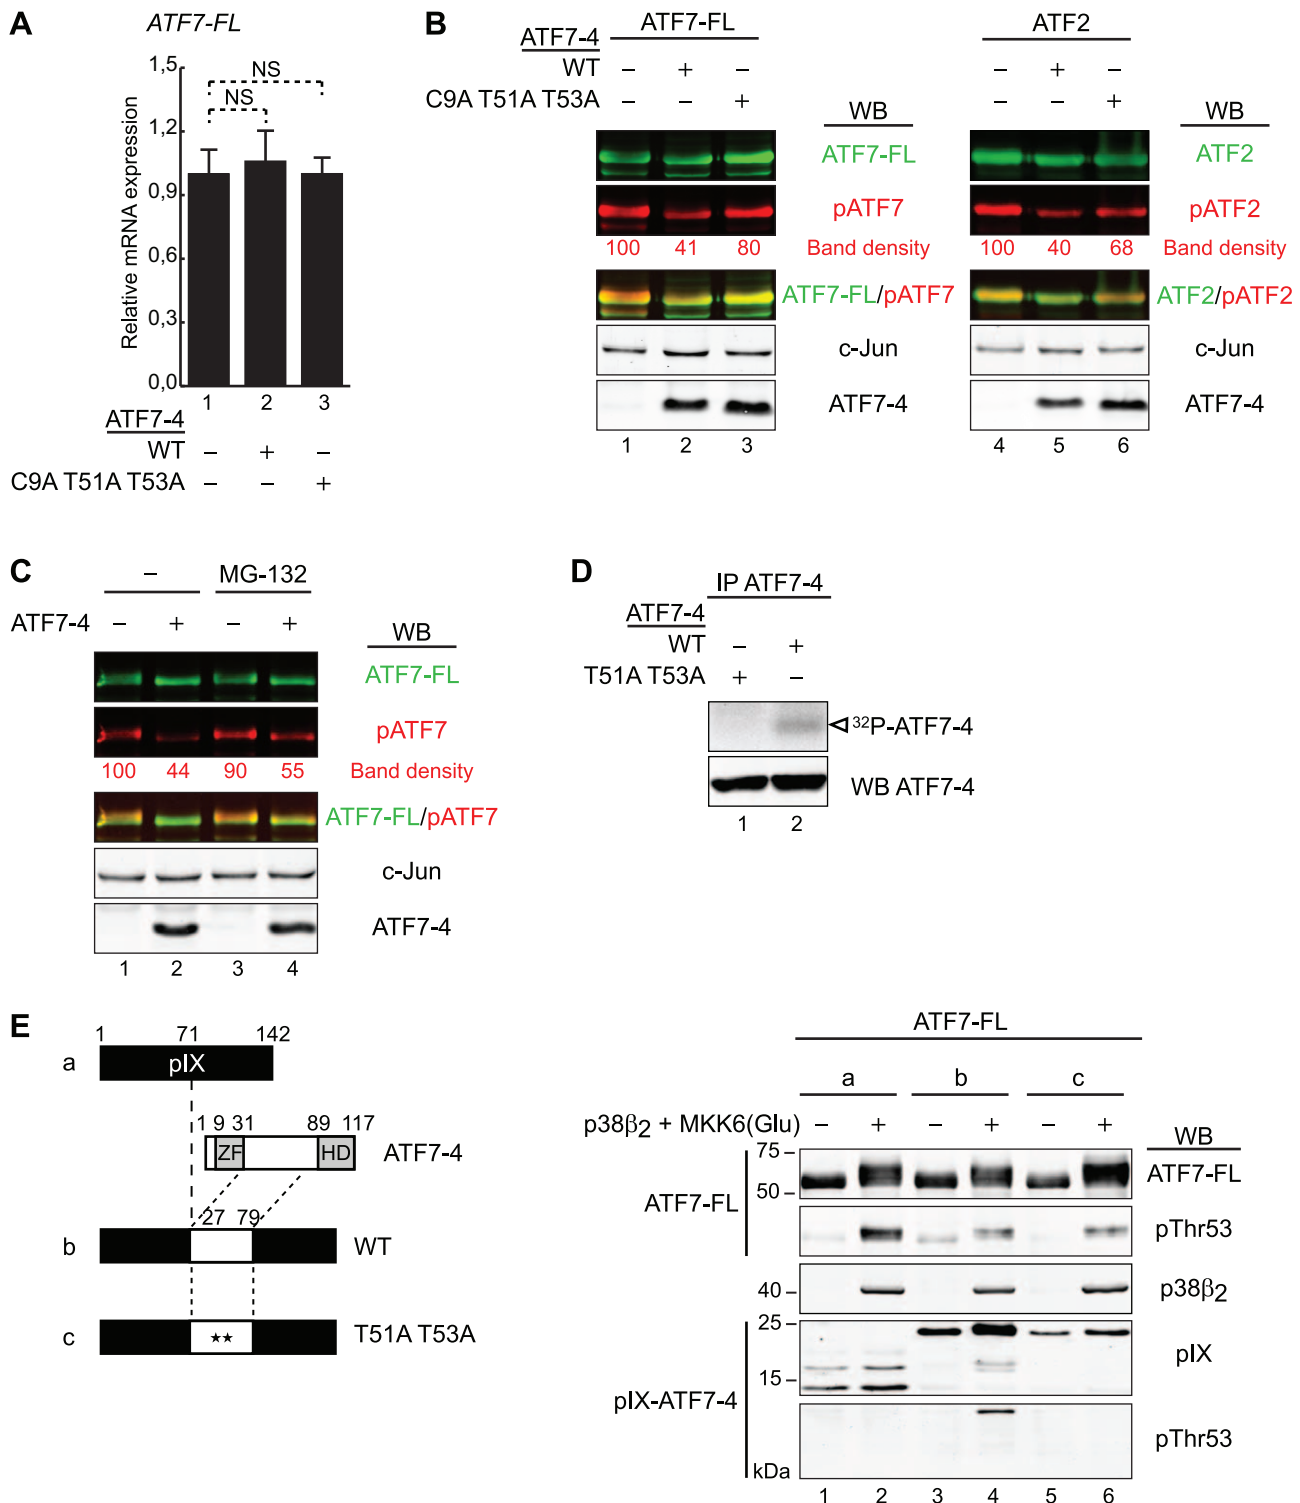 A
ATF7-FL
Relative mRNA expression
1,5
1,2
0,9
0,6
0,3
0,0
NS
NS
1 2 3
ATF7-4
WT – + –
C9A T51A T53A – – +
B
ATF7-4 ATF7-FL ATF2
WT – + – – + –
C9A T51A T53A – – + – – +
WB WB
ATF7-FL ATF2
pATF7 pATF2
100 41 80 Band density 100 40 68 Band density
ATF7-FL/pATF7 ATF2/pATF2
c-Jun c-Jun
ATF7-4 ATF7-4
1 2 3 4 5 6
C
– MG-132
ATF7-4 – + – +
WB
ATF7-FL
pATF7
100 44 90 55 Band density
ATF7-FL/pATF7
c-Jun
ATF7-4
1 2 3 4
D
IP ATF7-4
ATF7-4
WT – +
T51A T53A + –
³²P-ATF7-4
WB ATF7-4
1 2
E
1 71 142
a pIX
1 9 31 89 117
ZF HD ATF7-4
27 79
b WT
c ★★ T51A T53A
ATF7-FL
a b c
p38β₂ + MKK6(Glu) – + – + – +
WB
ATF7-FL
75
50
ATF7-FL
pThr53
40 p38β₂
pIX-ATF7-4
25
15
pIX
pThr53
kDa
1 2 3 4 5 6